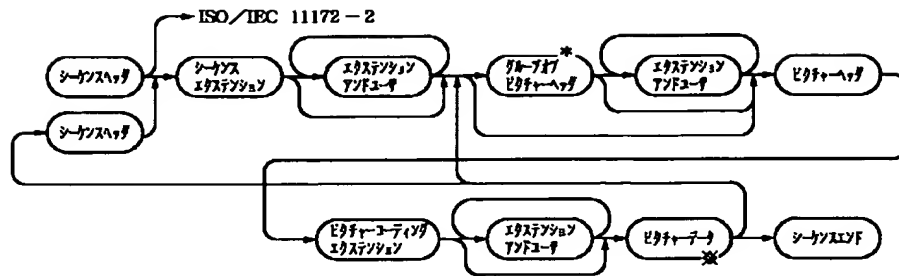 ISO/IEC 11172-2
シーケンスヘッダ
シーケンス
エクステンション
エクステンション
アンドユーザ
グループオブ*
ピクチャーヘッダ
エクステンション
アンドユーザ
ピクチャーヘッダ
シーケンスヘッダ
ピクチャーコーディング
エクステンション
エクステンション
アンドユーザ
ピクチャーデータ
※
シーケンスエンド